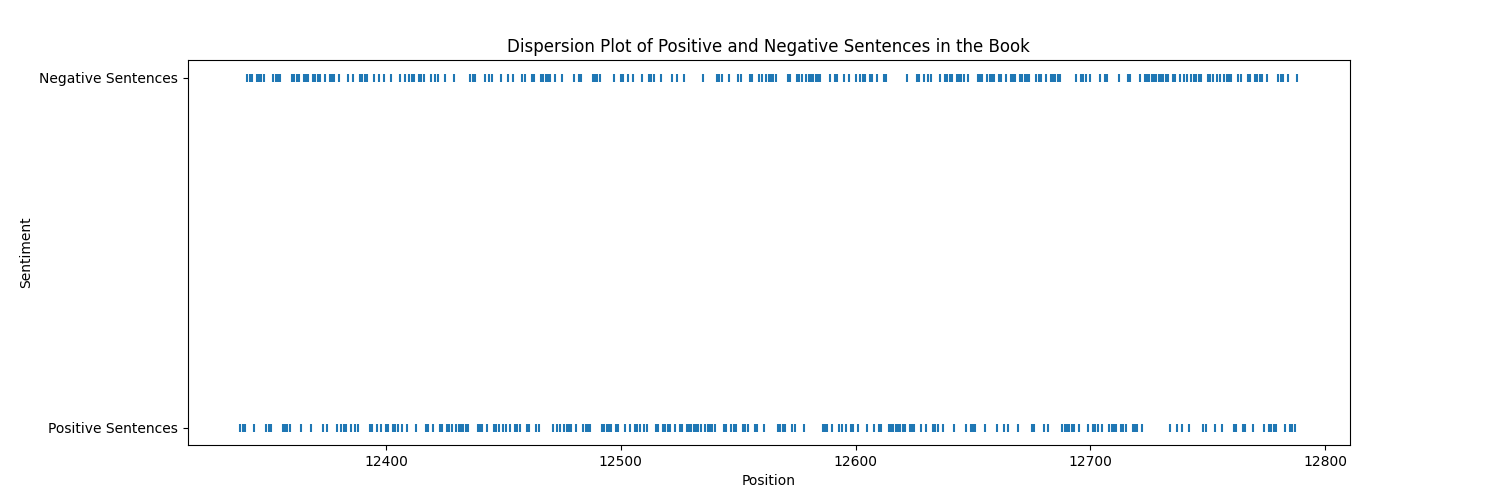 Dispersion Plot of Positive and Negative Sentences in the Book
Negative Sentences
Sentiment
Positive Sentences
12400 12500 12600 12700 12800
Position